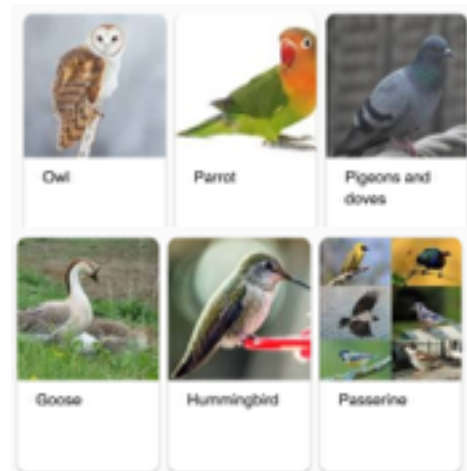 Owl
Parrot
Pigeons and
doves
Goose
Hummingbird
Passerine